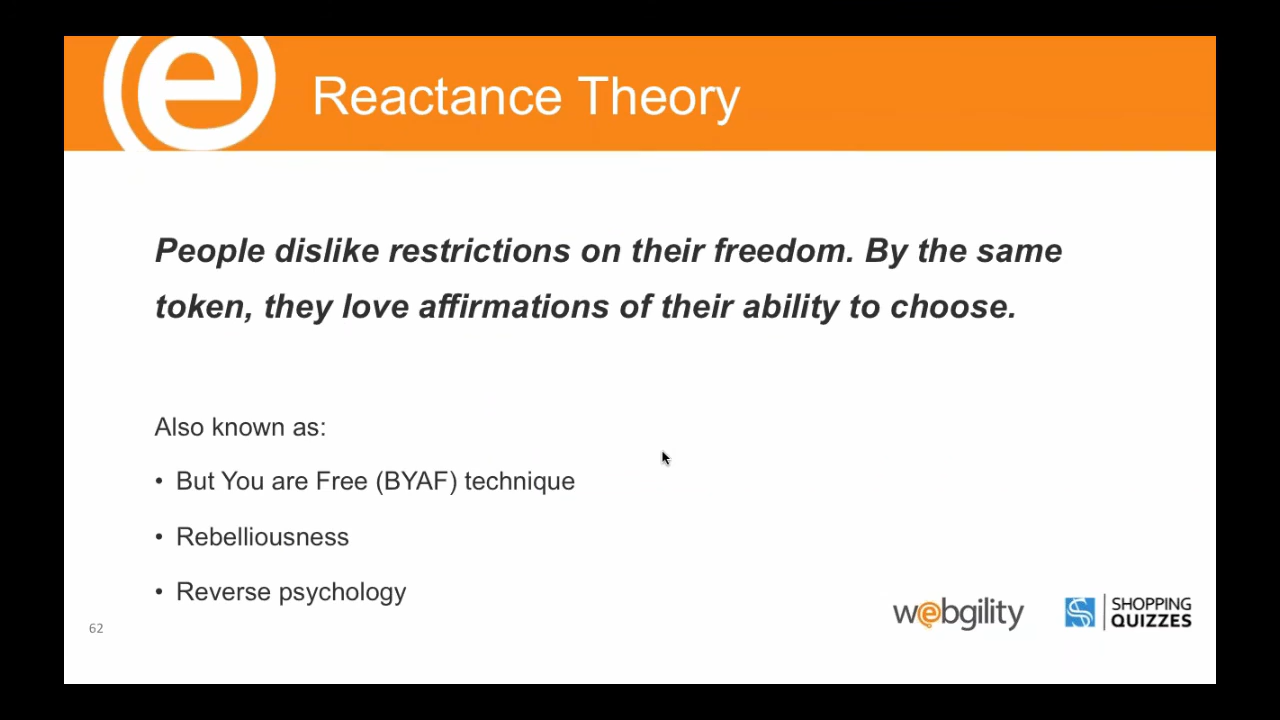 e
Reactance Theory
People dislike restrictions on their freedom. By the same
token, they love affirmations of their ability to choose.
Also known as:
• But You are Free (BYAF) technique
• Rebelliousness
• Reverse psychology
62
webgility
SHOPPING
QUIZZES